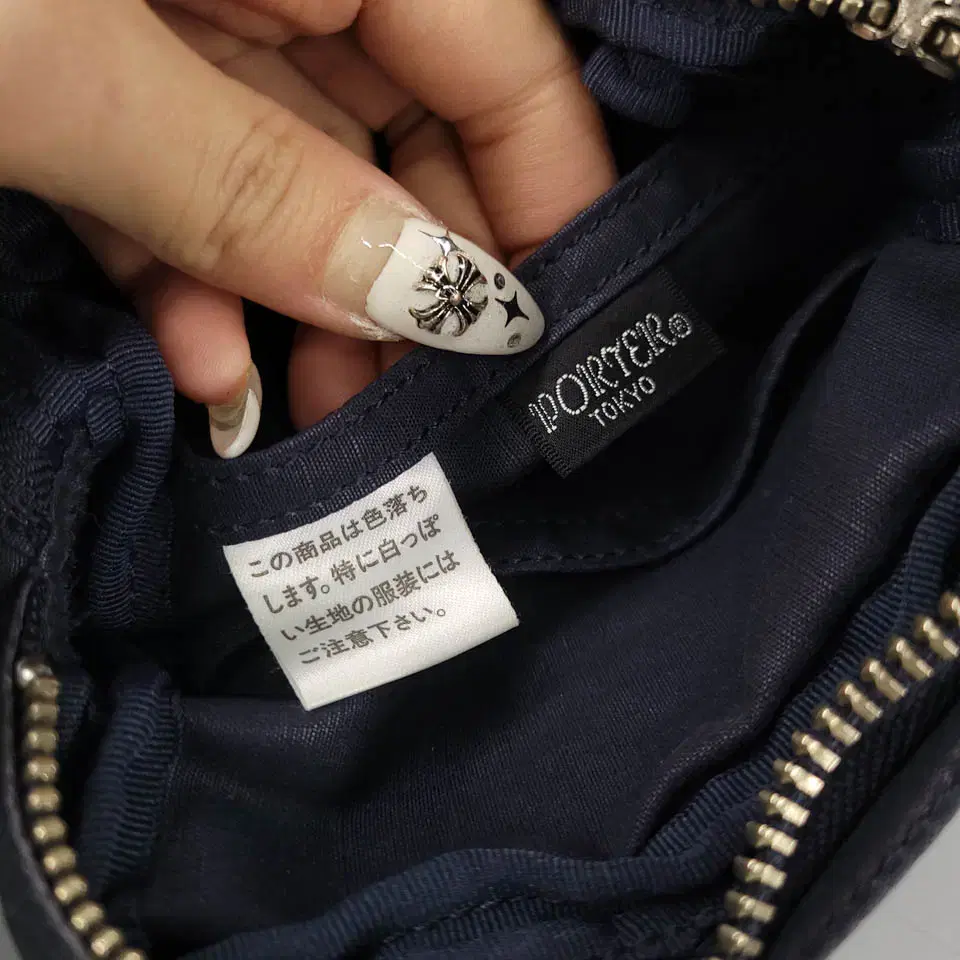 PORTER®
TOKYO
この商品は色落ち
します。特に白っぽ
い生地の服装には
ご注意下さい。